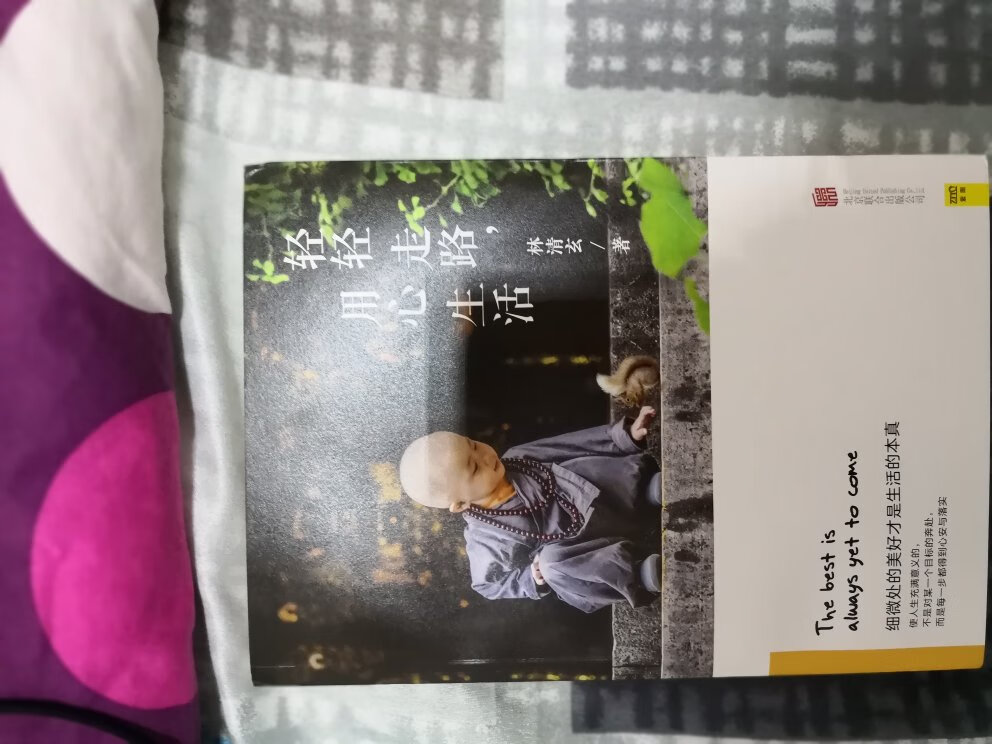 轻轻走路，
用心生活
林清玄/著
The best is
always yet to come
细微处的美好才是生活的本真
使人生充满意义的，
不是对某一个目标的奔赴，
而是每一步都得到心安与落实
北京联合出版公司